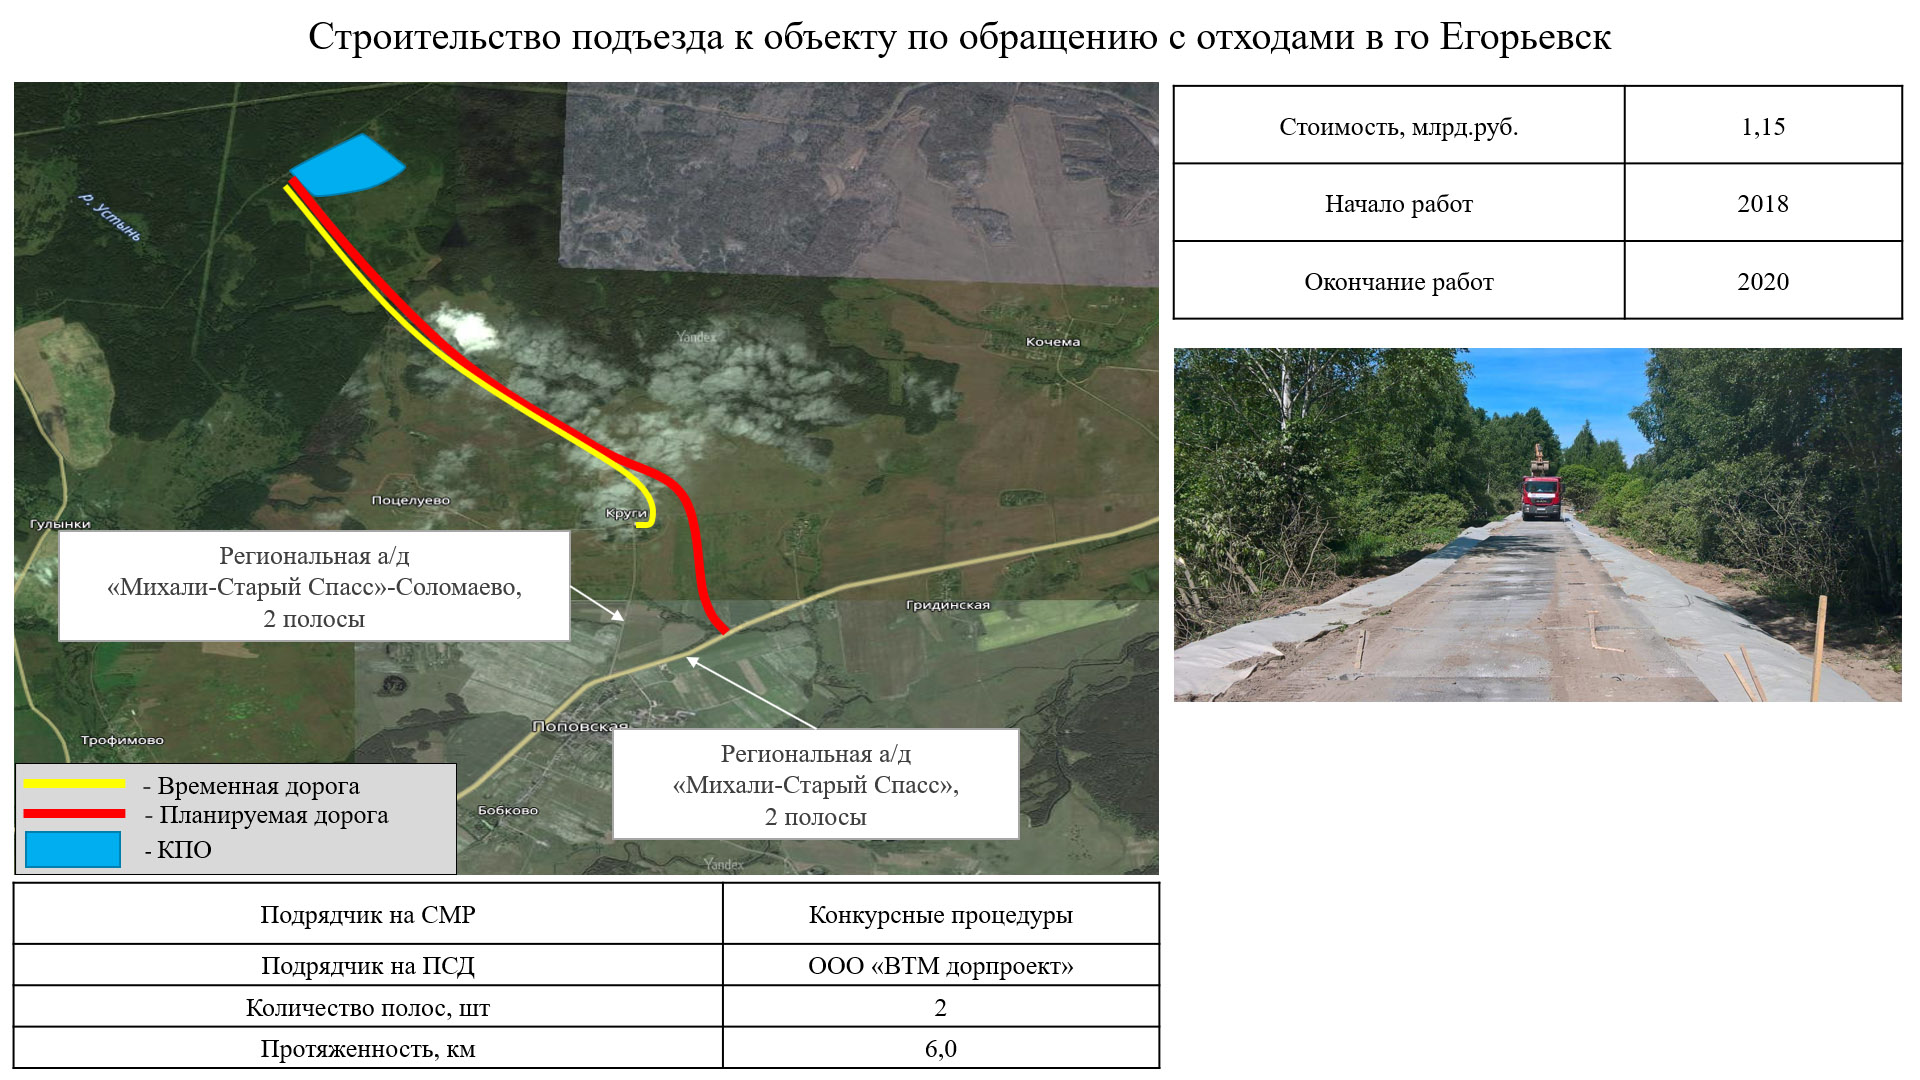 Строительство подъезда к объекту по обращению с отходами в го Егорьевск
Стоимость, млрд.руб. 1,15
Начало работ 2018
Окончание работ 2020
р. Устынь
Yandex
Кочема
Поцелуево
Круги
Гулынки
Региональная а/д
«Михали-Старый Спасс»-Соломаево,
2 полосы
Гридинская
Поповская
Трофимово
Региональная а/д
«Михали-Старый Спасс»,
2 полосы
Бобково
Yandex
- Временная дорога
- Планируемая дорога
- КПО
Подрядчик на СМР Конкурсные процедуры
Подрядчик на ПСД ООО «ВТМ дорпроект»
Количество полос, шт 2
Протяженность, км 6,0